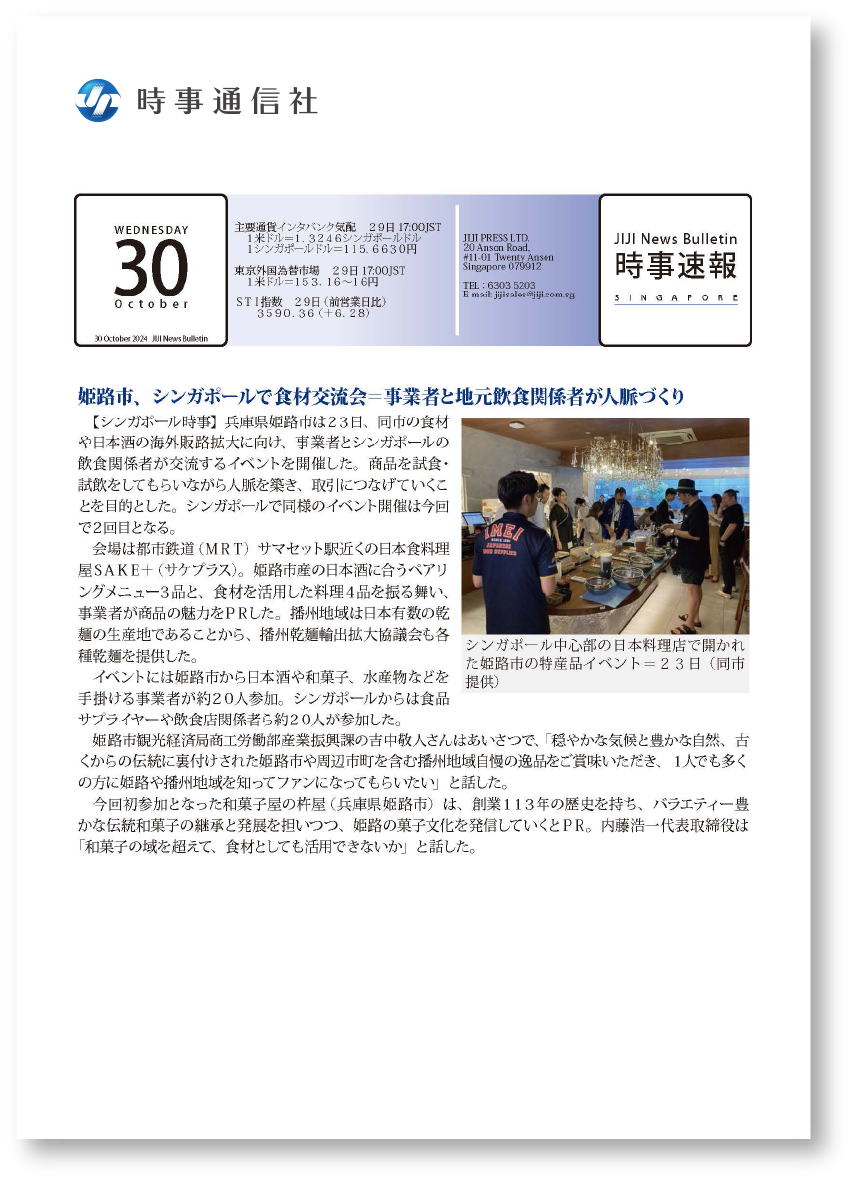 時事通信社
WEDNESDAY
30
October
30 October 2024 JIJI News Bulletin
主要通貨インタバンク気配 29日 17:00JST
1米ドル＝1.3246シンガポールドル
1シンガポールドル＝115.6630円
東京外国為替市場 29日 17:00JST
1米ドル＝153.16～16円
STI指数 29日（前営業日比）
3590.36（＋6.28）
JIJI PRESS LTD.
20 Anson Road,
#11-01 Twenty Anson
Singapore 079912
TEL : 6303 5203
E mail: jijisales@jiji.com.sg
JIJI News Bulletin
時事速報
SINGAPORE
姫路市、シンガポールで食材交流会＝事業者と地元飲食関係者が人脈づくり
【シンガポール時事】兵庫県姫路市は２３日、同市の食材
や日本酒の海外販路拡大に向け、事業者とシンガポールの
飲食関係者が交流するイベントを開催した。商品を試食・
試飲をしてもらいながら人脈を築き、取引につなげていくこ
とを目的とした。シンガポールで同様のイベント開催は今回
で２回目となる。
会場は都市鉄道（ＭＲＴ）サマセット駅近くの日本食料理
屋ＳＡＫＥ＋（サケプラス）。姫路市産の日本酒に合うペアリ
ングメニュー３品と、食材を活用した料理４品を振る舞い、
事業者が商品の魅力をＰＲした。播州地域は日本有数の乾
麺の生産地であることから、播州乾麺輸出拡大協議会も各
種乾麺を提供した。
イベントには姫路市から日本酒や和菓子、水産物などを
手掛ける事業者が約２０人参加。シンガポールからは食品
サプライヤーや飲食店関係者ら約２０人が参加した。
IMEI
SINCE 1991
JAPANESE
FOOD SUPPLIER
シンガポール中心部の日本料理店で開かれ
た姫路市の特産品イベント＝２３日（同市
提供）
姫路市観光経済局商工労働部産業振興課の吉中敬人さんはあいさつで、「穏やかな気候と豊かな自然、古
くからの伝統に裏付けされた姫路市や周辺市町を含む播州地域自慢の逸品をご賞味いただき、１人でも多く
の方に姫路や播州地域を知ってファンになってもらいたい」と話した。
今回初参加となった和菓子屋の杵屋（兵庫県姫路市）は、創業１１３年の歴史を持ち、バラエティー豊
かな伝統和菓子の継承と発展を担いつつ、姫路の菓子文化を発信していくとＰＲ。内藤浩一代表取締役は
「和菓子の域を超えて、食材としても活用できないか」と話した。